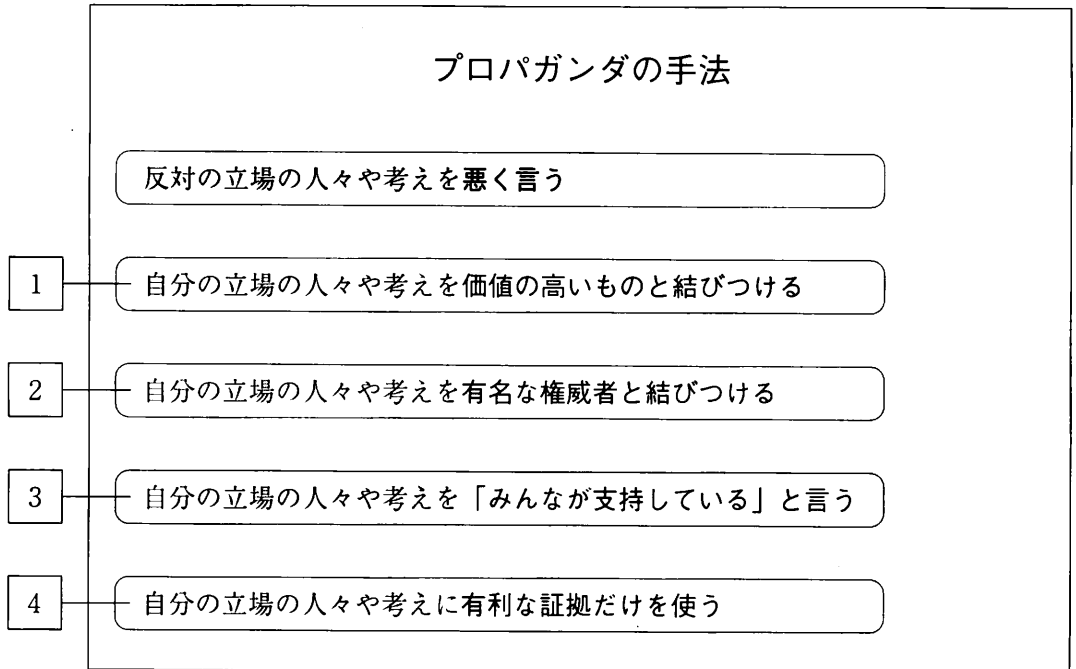 プロパガンダの手法
反対の立場の人々や考えを悪く言う
1 自分の立場の人々や考えを価値の高いものと結びつける
2 自分の立場の人々や考えを有名な権威者と結びつける
3 自分の立場の人々や考えを「みんなが支持している」と言う
4 自分の立場の人々や考えに有利な証拠だけを使う